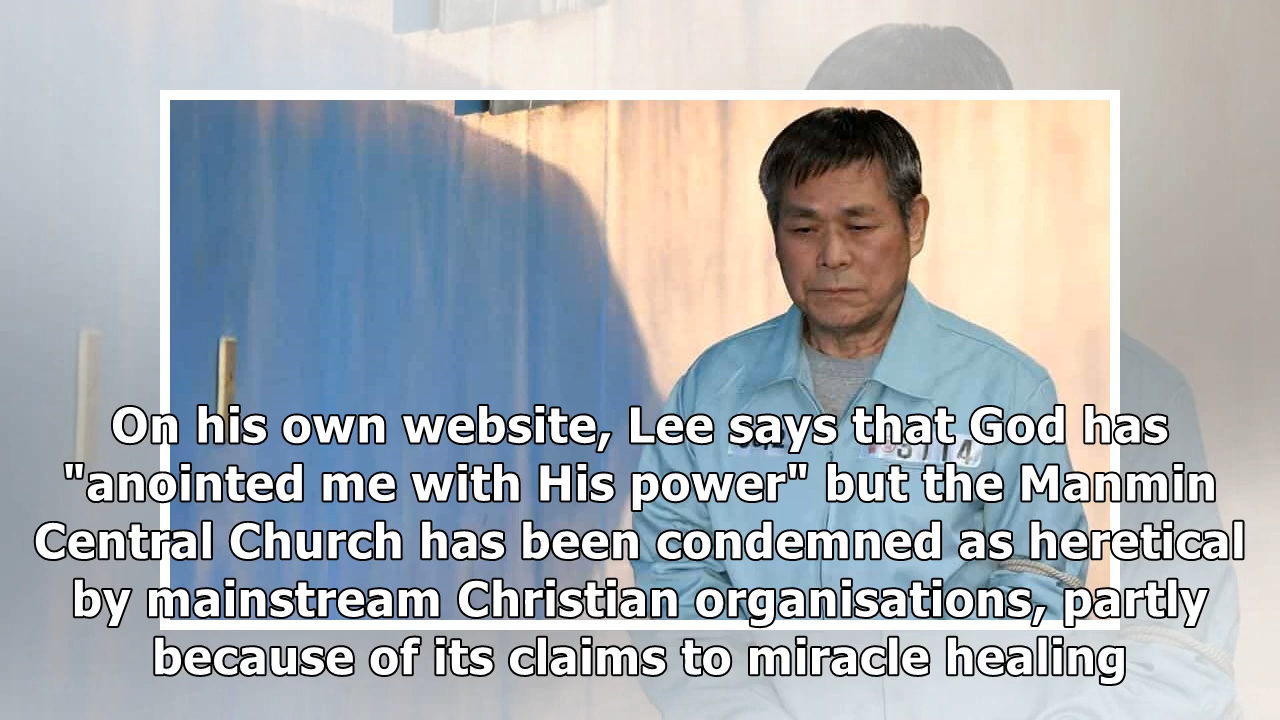 On his own website, Lee says that God has
"anointed me with His power" but the Manmin
Central Church has been condemned as heretical
by mainstream Christian organisations, partly
because of its claims to miracle healing
3114